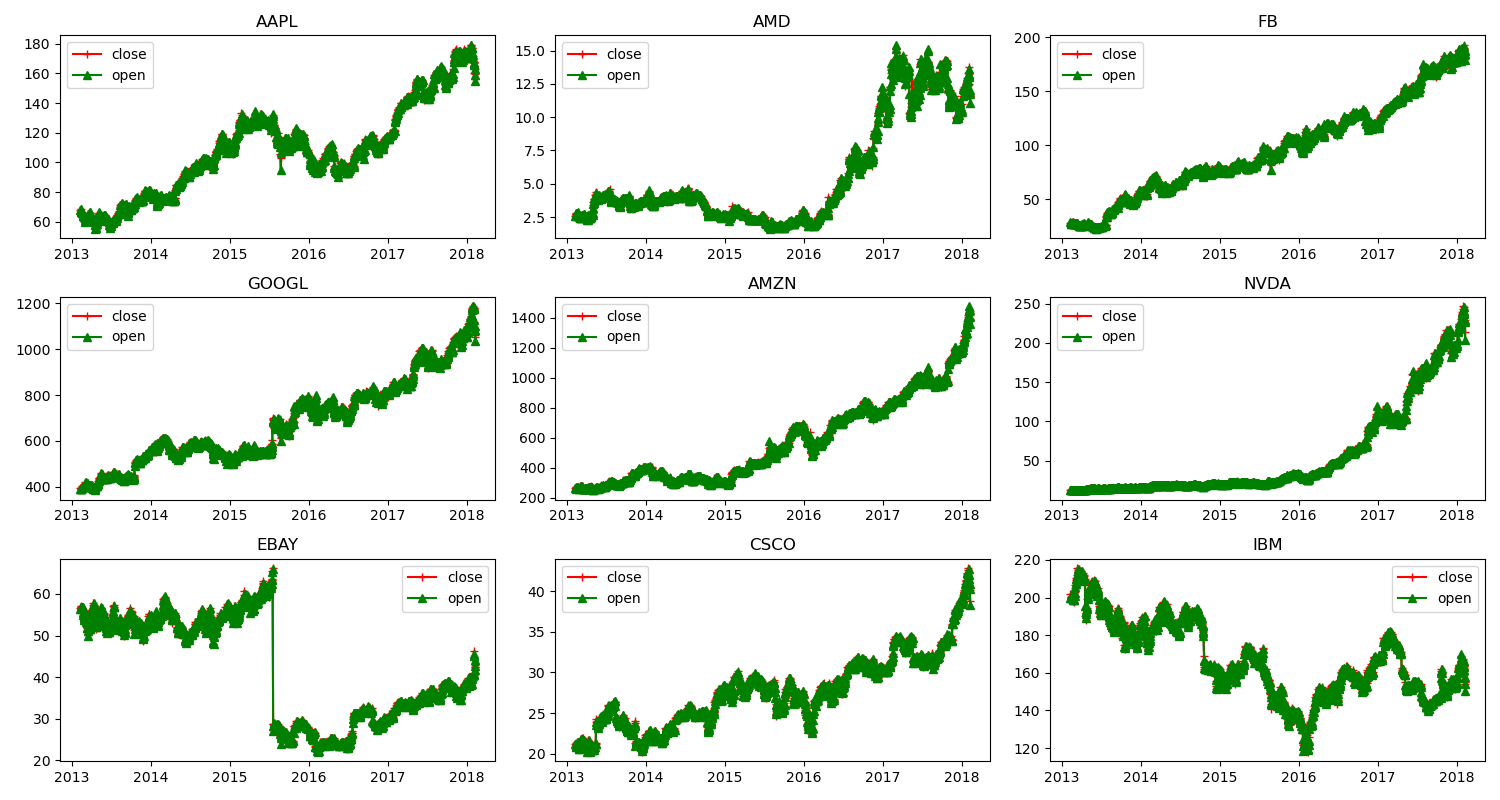 AAPL
close
open
180
160
140
120
100
80
60
2013 2014 2015 2016 2017 2018
AMD
close
open
15.0
12.5
10.0
7.5
5.0
2.5
2013 2014 2015 2016 2017 2018
FB
close
open
200
150
100
50
2013 2014 2015 2016 2017 2018
GOOGL
close
open
1200
1000
800
600
400
2013 2014 2015 2016 2017 2018
AMZN
close
open
1400
1200
1000
800
600
400
200
2013 2014 2015 2016 2017 2018
NVDA
close
open
250
200
150
100
50
2013 2014 2015 2016 2017 2018
EBAY
close
open
60
50
40
30
20
2013 2014 2015 2016 2017 2018
CSCO
close
open
40
35
30
25
20
2013 2014 2015 2016 2017 2018
IBM
close
open
220
200
180
160
140
120
2013 2014 2015 2016 2017 2018